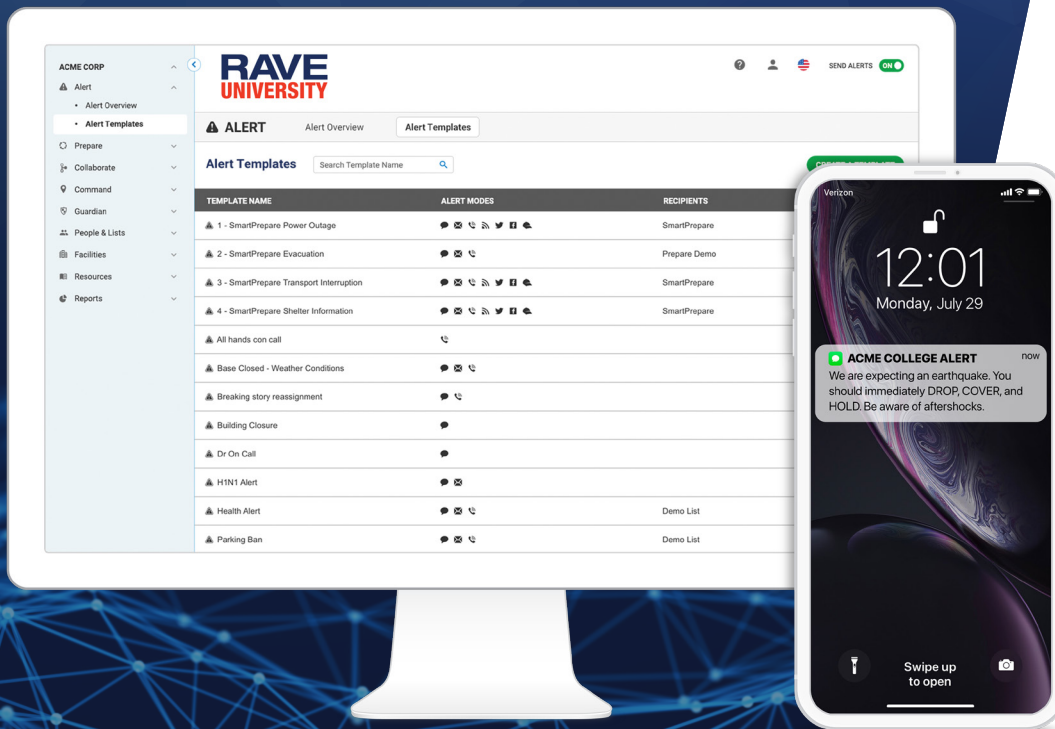 ACME CORP
Alert
• Alert Overview
• Alert Templates
Prepare
Collaborate
Command
Guardian
People & Lists
Facilities
Resources
Reports
RAVE
UNIVERSITY
SEND ALERTS ON
ALERT Alert Overview Alert Templates
Alert Templates Search Template Name CREATE A TEMPLATE
TEMPLATE NAME ALERT MODES RECIPIENTS
1 - SmartPrepare Power Outage SmartPrepare
2 - SmartPrepare Evacuation Prepare Demo
3 - SmartPrepare Transport Interruption SmartPrepare
4 - SmartPrepare Shelter Information SmartPrepare
All hands con call
Base Closed - Weather Conditions
Breaking story reassignment
Building Closure
Dr On Call
H1N1 Alert
Health Alert Demo List
Parking Ban Demo List
Verizon
12:01
Monday, July 29
ACME COLLEGE ALERT now
We are expecting an earthquake. You
should immediately DROP, COVER, and
HOLD. Be aware of aftershocks.
Swipe up
to open